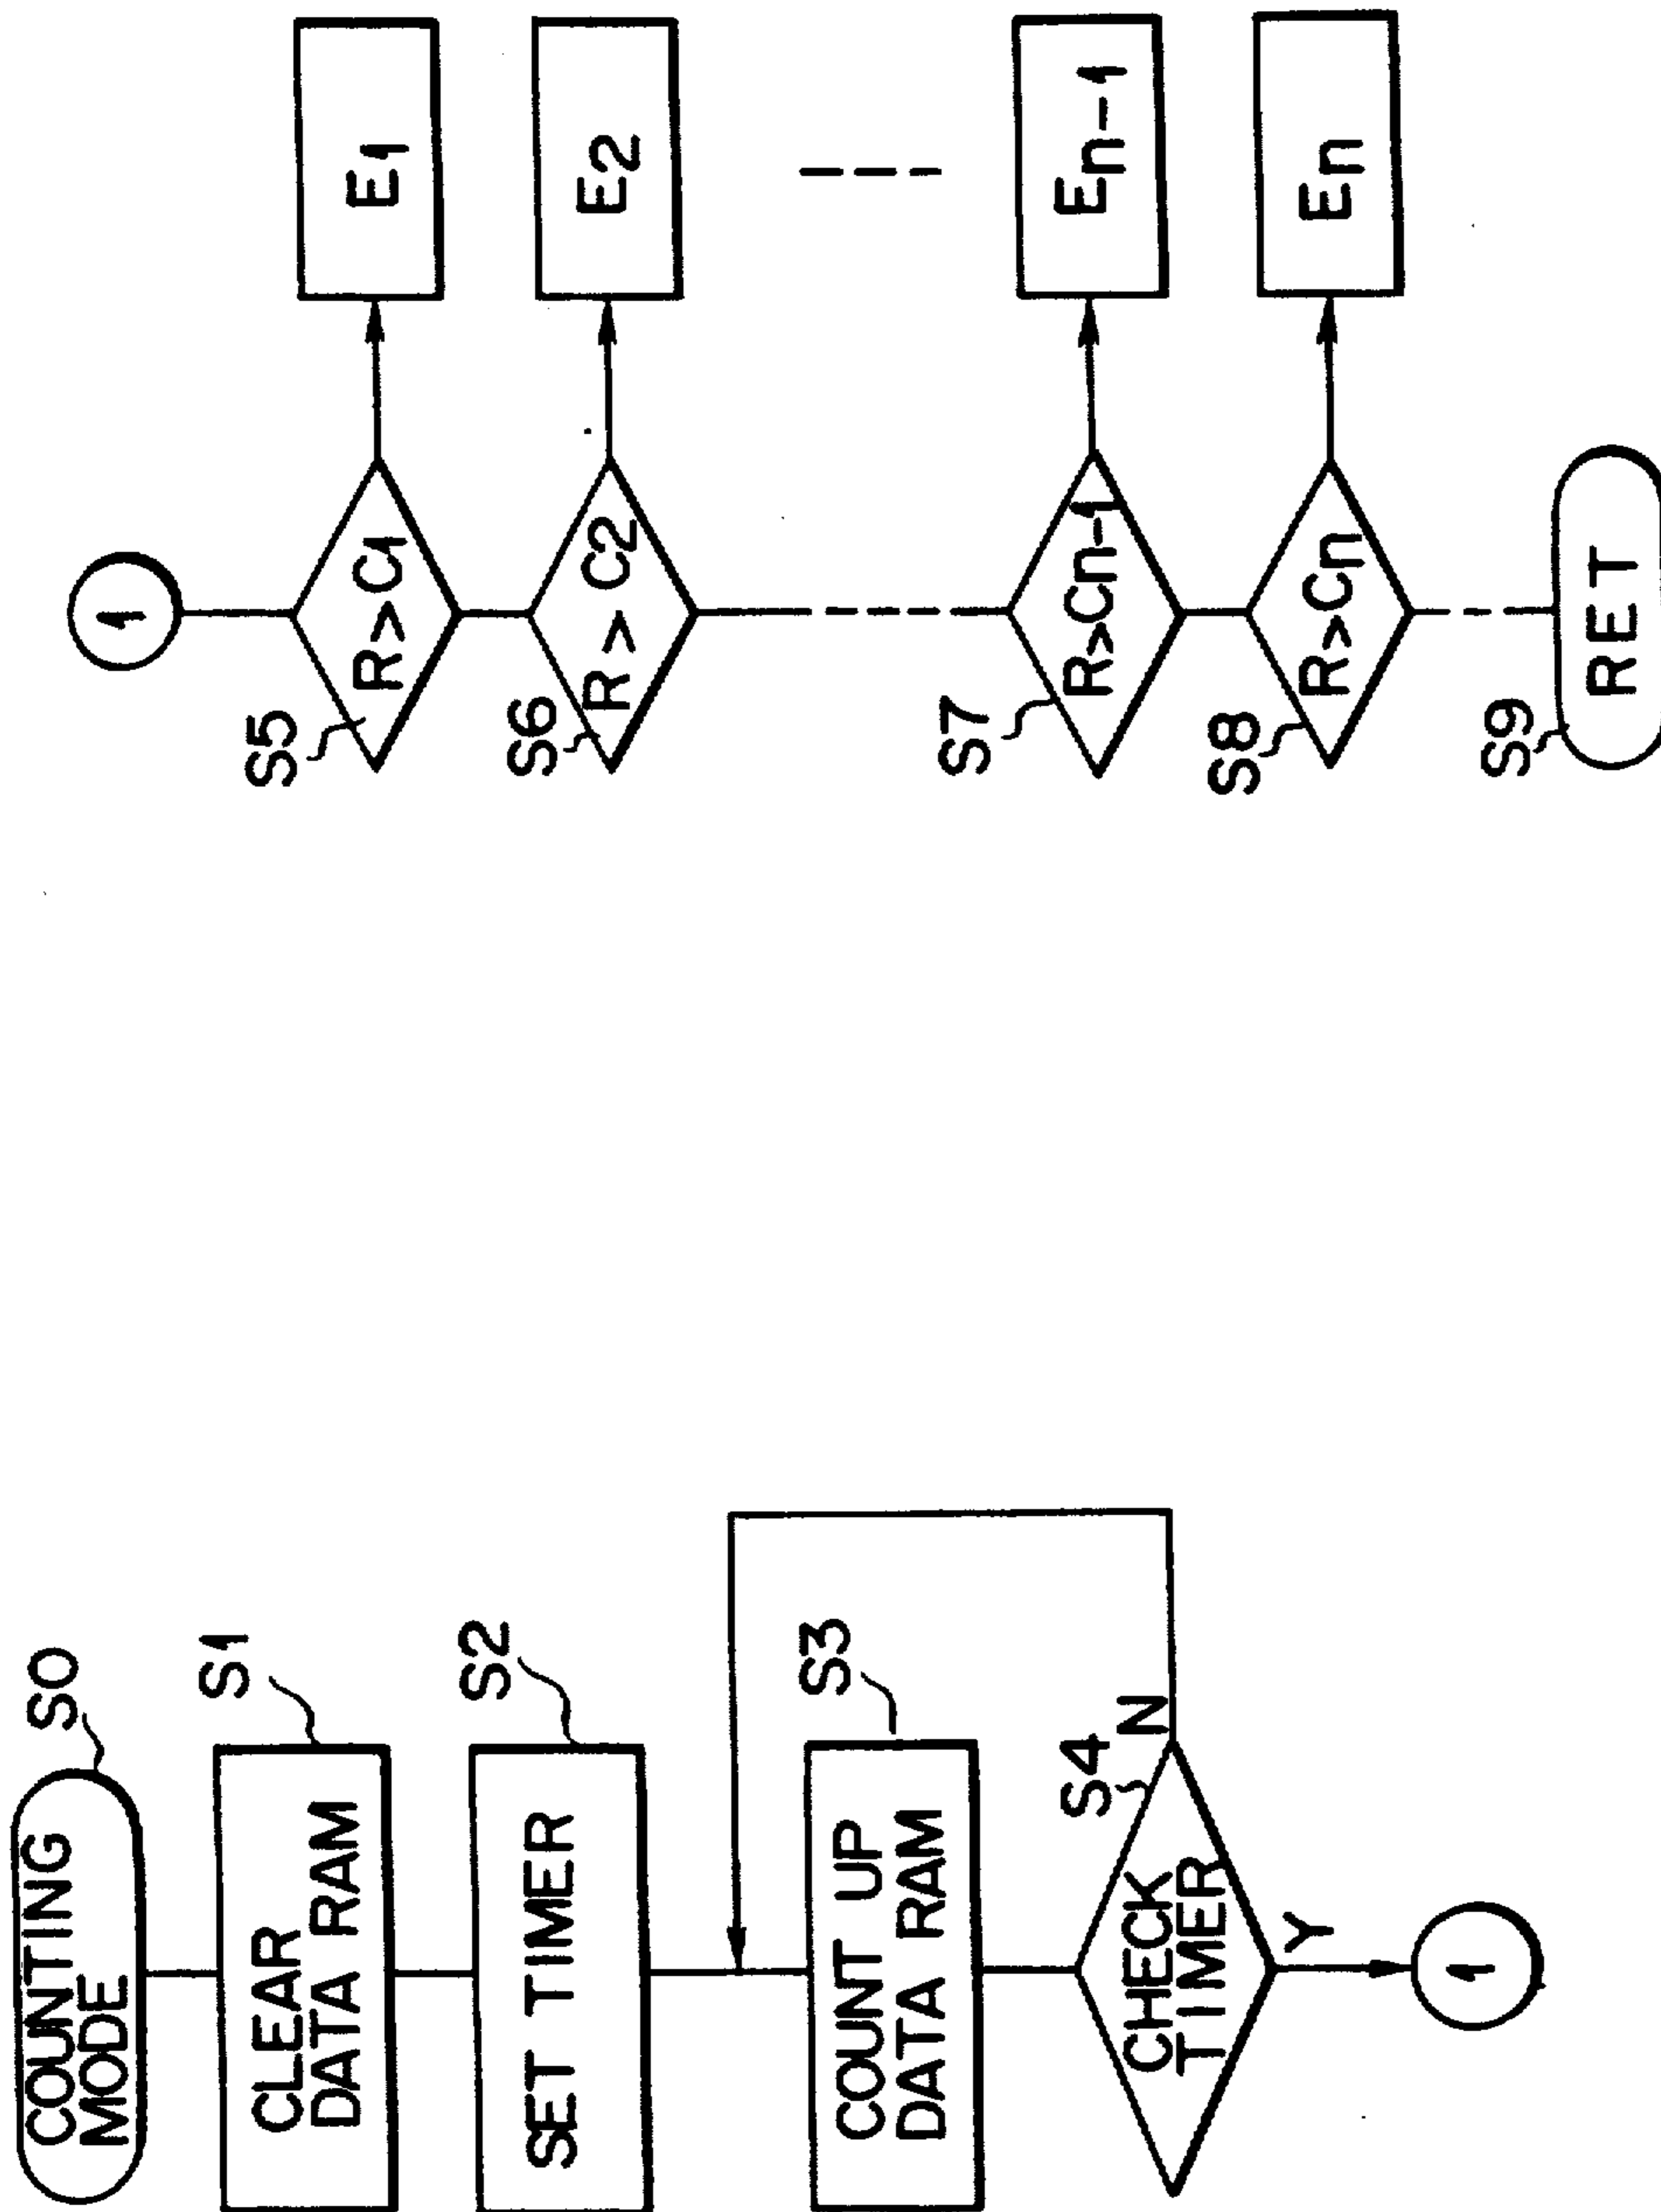 COUNTING
MODE
S0
CLEAR
DATA RAM
S1
SET TIMER
S2
COUNT UP
DATA RAM
S3
CHECK
TIMER
S4
N
Y
1
1
S5
R>C1
E1
S6
R > C2
E2
S7
R>Cn-1
En-1
S8
R>Cn
En
S9
RET